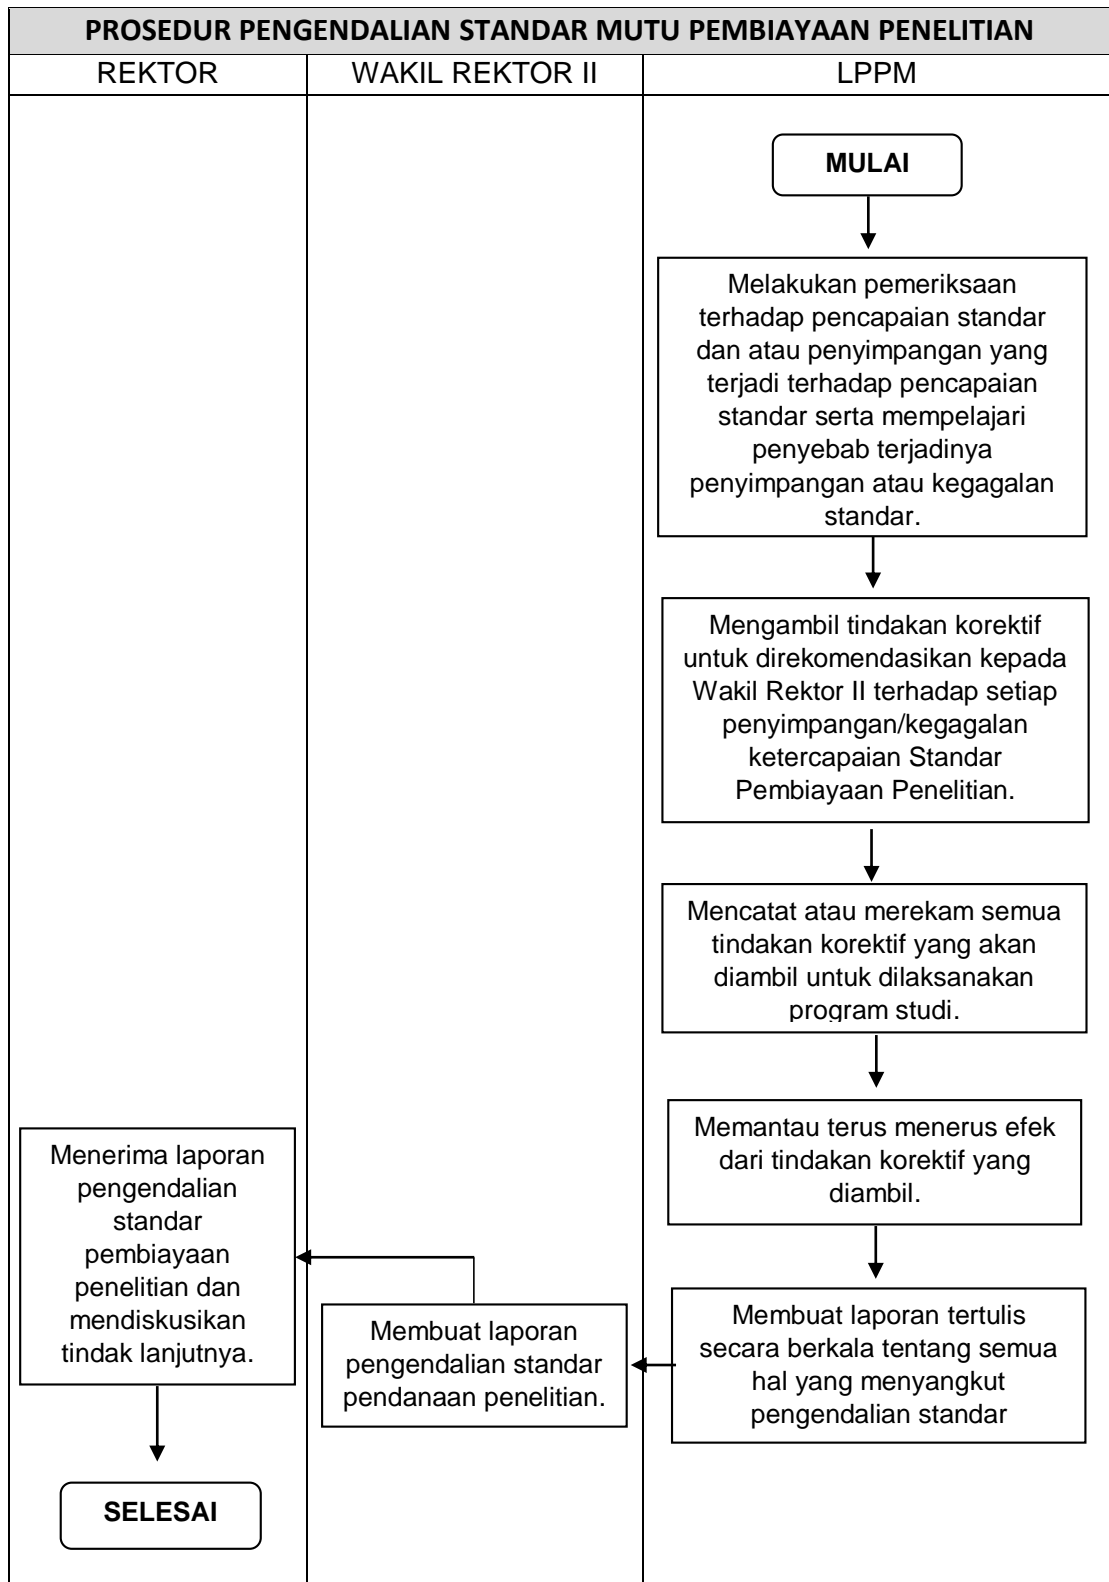 PROSEDUR PENGENDALIAN STANDAR MUTU PEMBIAYAAN PENELITIAN
REKTOR
WAKIL REKTOR II
LPPM
MULAI
Melakukan pemeriksaan
terhadap pencapaian standar
dan atau penyimpangan yang
terjadi terhadap pencapaian
standar serta mempelajari
penyebab terjadinya
penyimpangan atau kegagalan
standar.
Mengambil tindakan korektif
untuk direkomendasikan kepada
Wakil Rektor II terhadap setiap
penyimpangan/kegagalan
ketercapaian Standar
Pembiayaan Penelitian.
Mencatat atau merekam semua
tindakan korektif yang akan
diambil untuk dilaksanakan
program studi.
Memantau terus menerus efek
dari tindakan korektif yang
diambil.
Membuat laporan tertulis
secara berkala tentang semua
hal yang menyangkut
pengendalian standar
Membuat laporan
pengendalian standar
pendanaan penelitian.
Menerima laporan
pengendalian
standar
pembiayaan
penelitian dan
mendiskusikan
tindak lanjutnya.
SELESAI